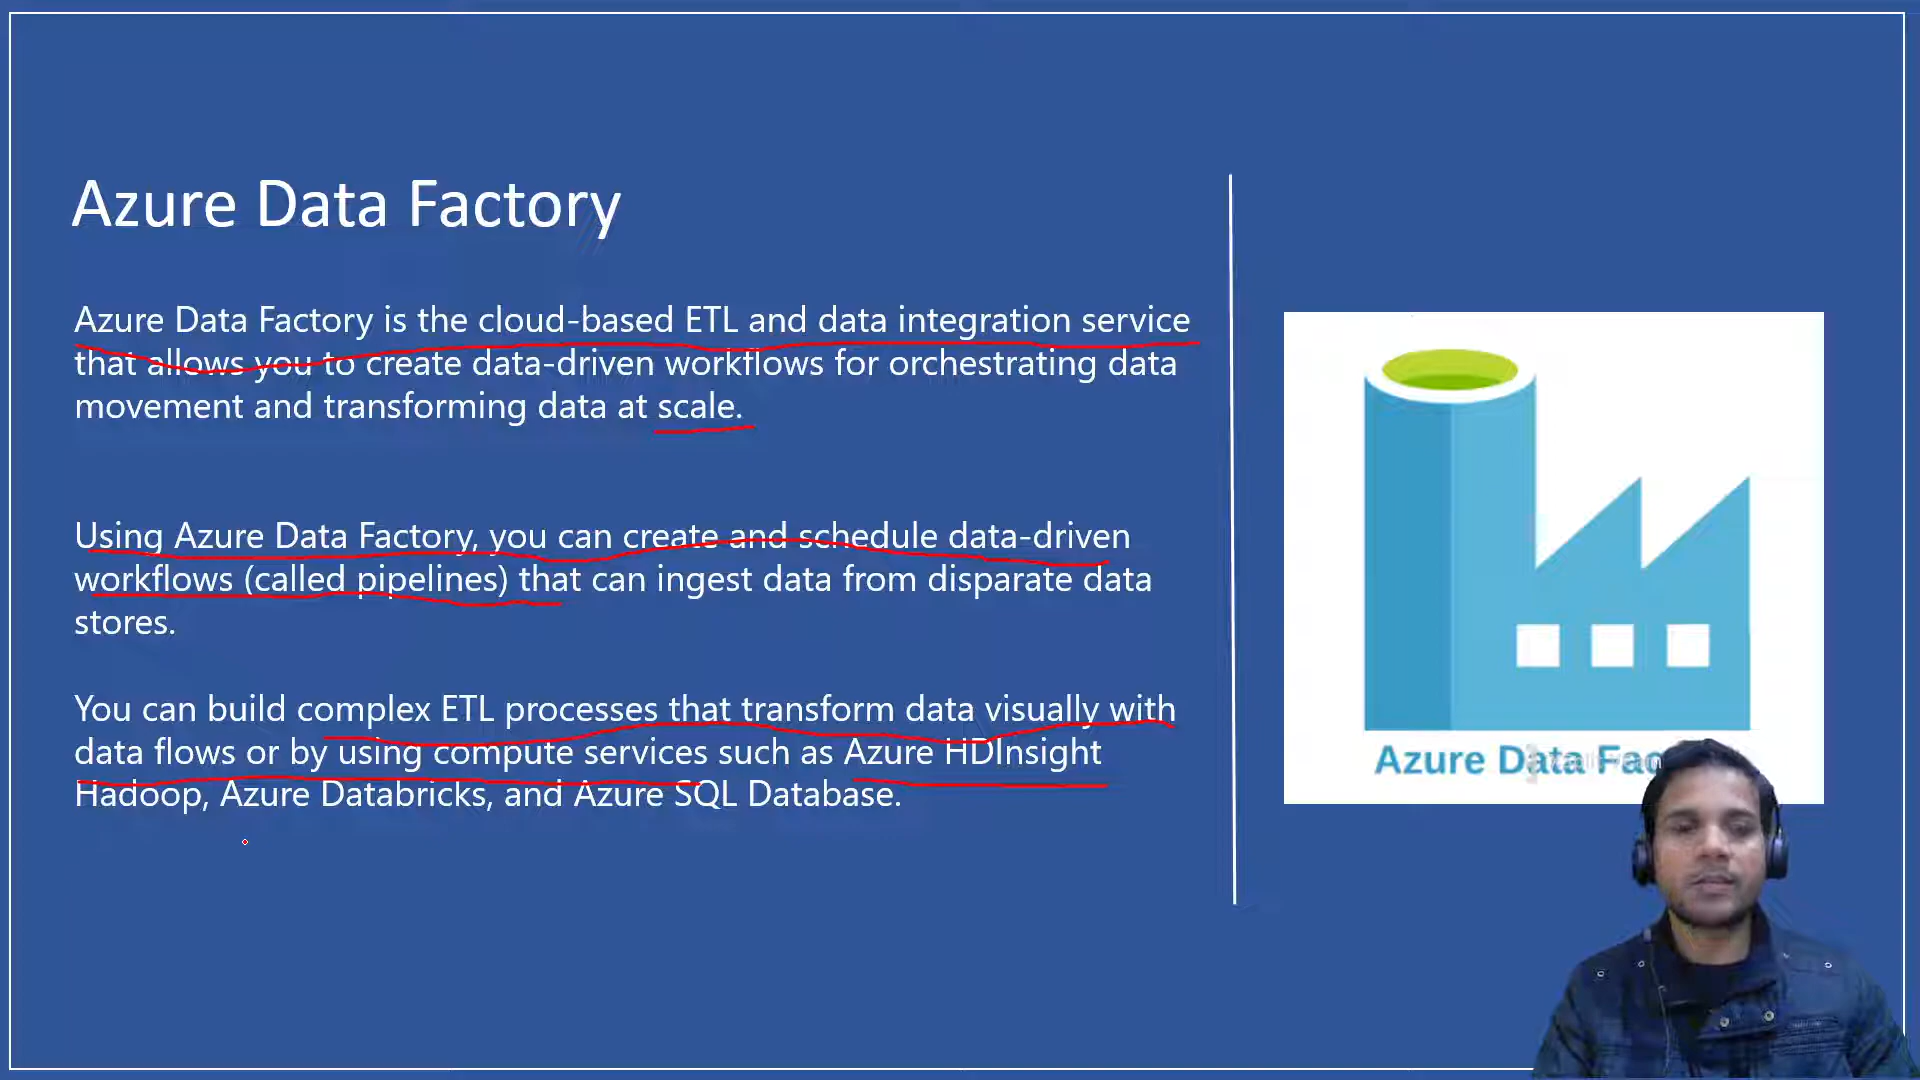 Azure Data Factory
Azure Data Factory is the cloud-based ETL and data integration service
that allows you to create data-driven workflows for orchestrating data
movement and transforming data at scale.
Using Azure Data Factory, you can create and schedule data-driven
workflows (called pipelines) that can ingest data from disparate data
stores.
You can build complex ETL processes that transform data visually with
data flows or by using compute services such as Azure HDInsight
Hadoop, Azure Databricks, and Azure SQL Database.
Azure Data Fac